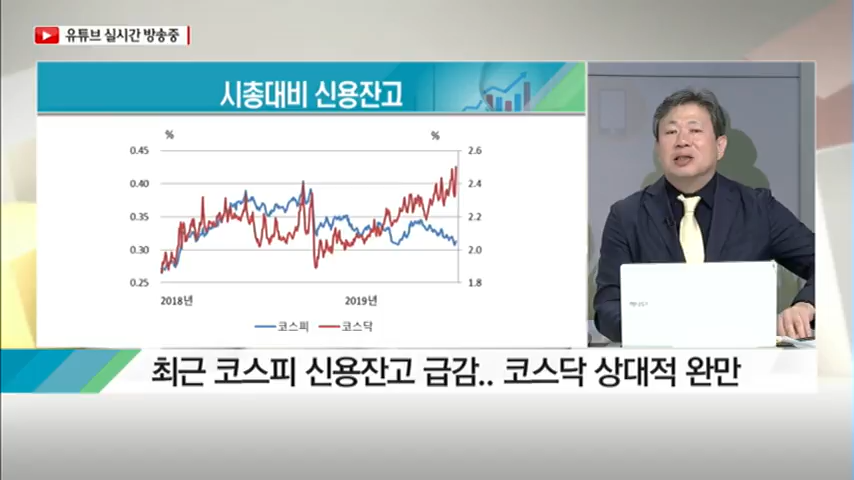 유튜브 실시간 방송중
시총대비 신용잔고
% %
0.45 2.6
0.40 2.4
0.35 2.2
0.30 2.0
0.25 1.8
2018년 2019년
코스피 코스닥
최근 코스피 신용잔고 급감.. 코스닥 상대적 완만